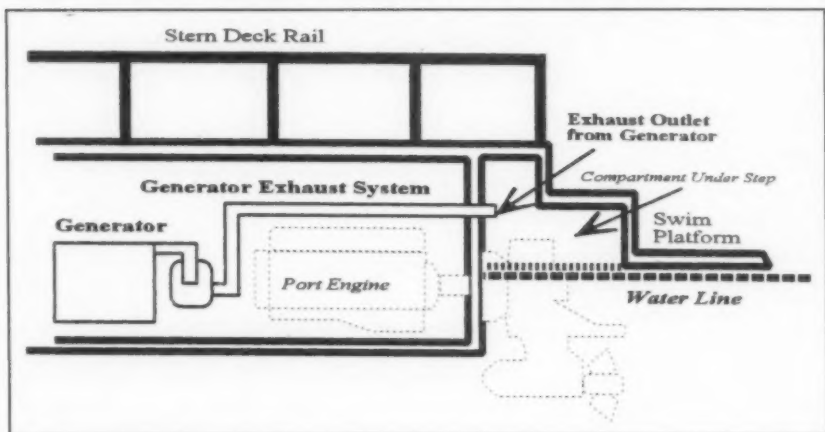 Stern Deck Rail
Exhaust Outlet
from Generator
Compartment Under Step
Generator Exhaust System
Generator
Swim
Platform
Port Engine
Water Line